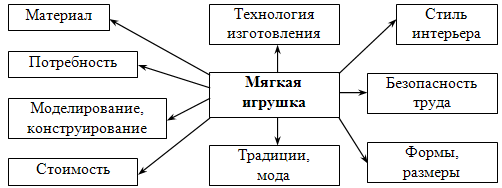 Материал
Технология
изготовления
Стиль
интерьера
Потребность
Мягкая
игрушка
Безопасность
труда
Моделирование,
конструирование
Стоимость
Традиции,
мода
Формы,
размеры